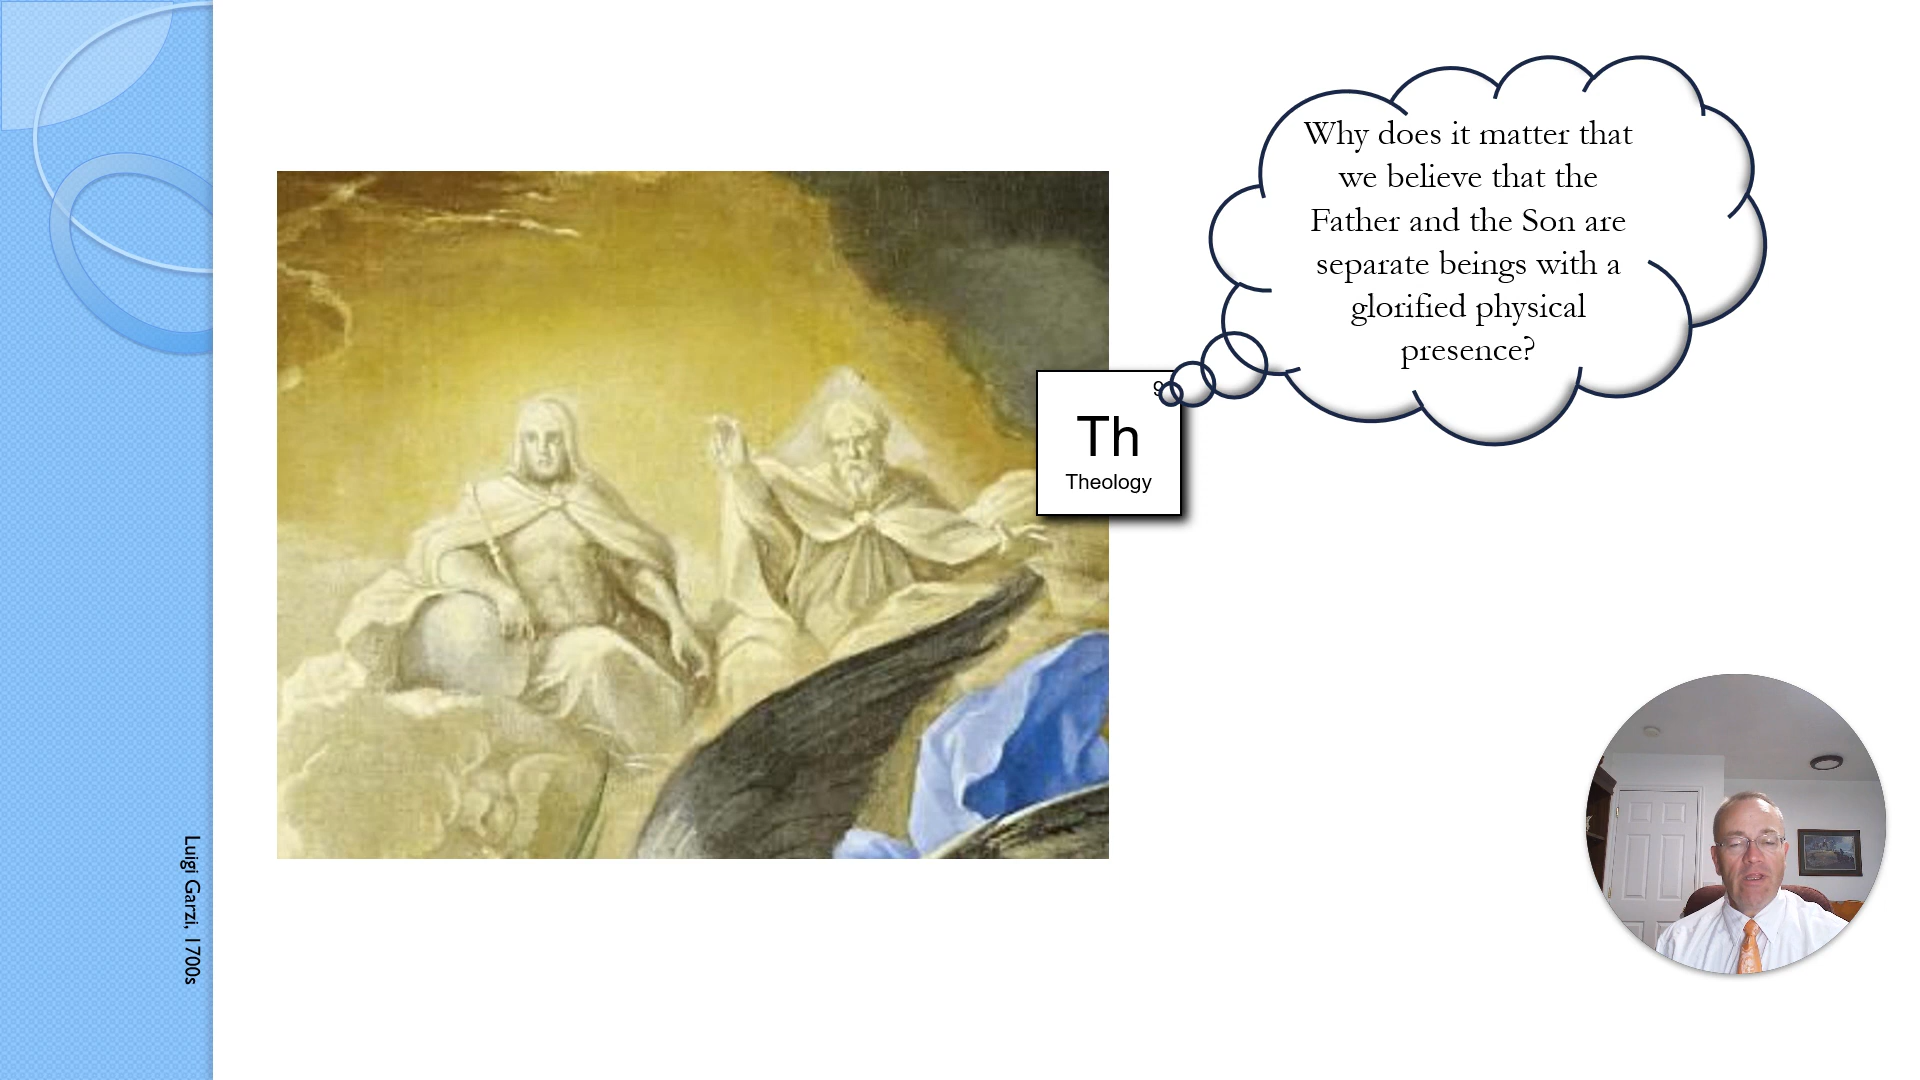 Why does it matter that
we believe that the
Father and the Son are
separate beings with a
glorified physical
presence?
9
Th
Theology
Luigi Garzi, 1700s